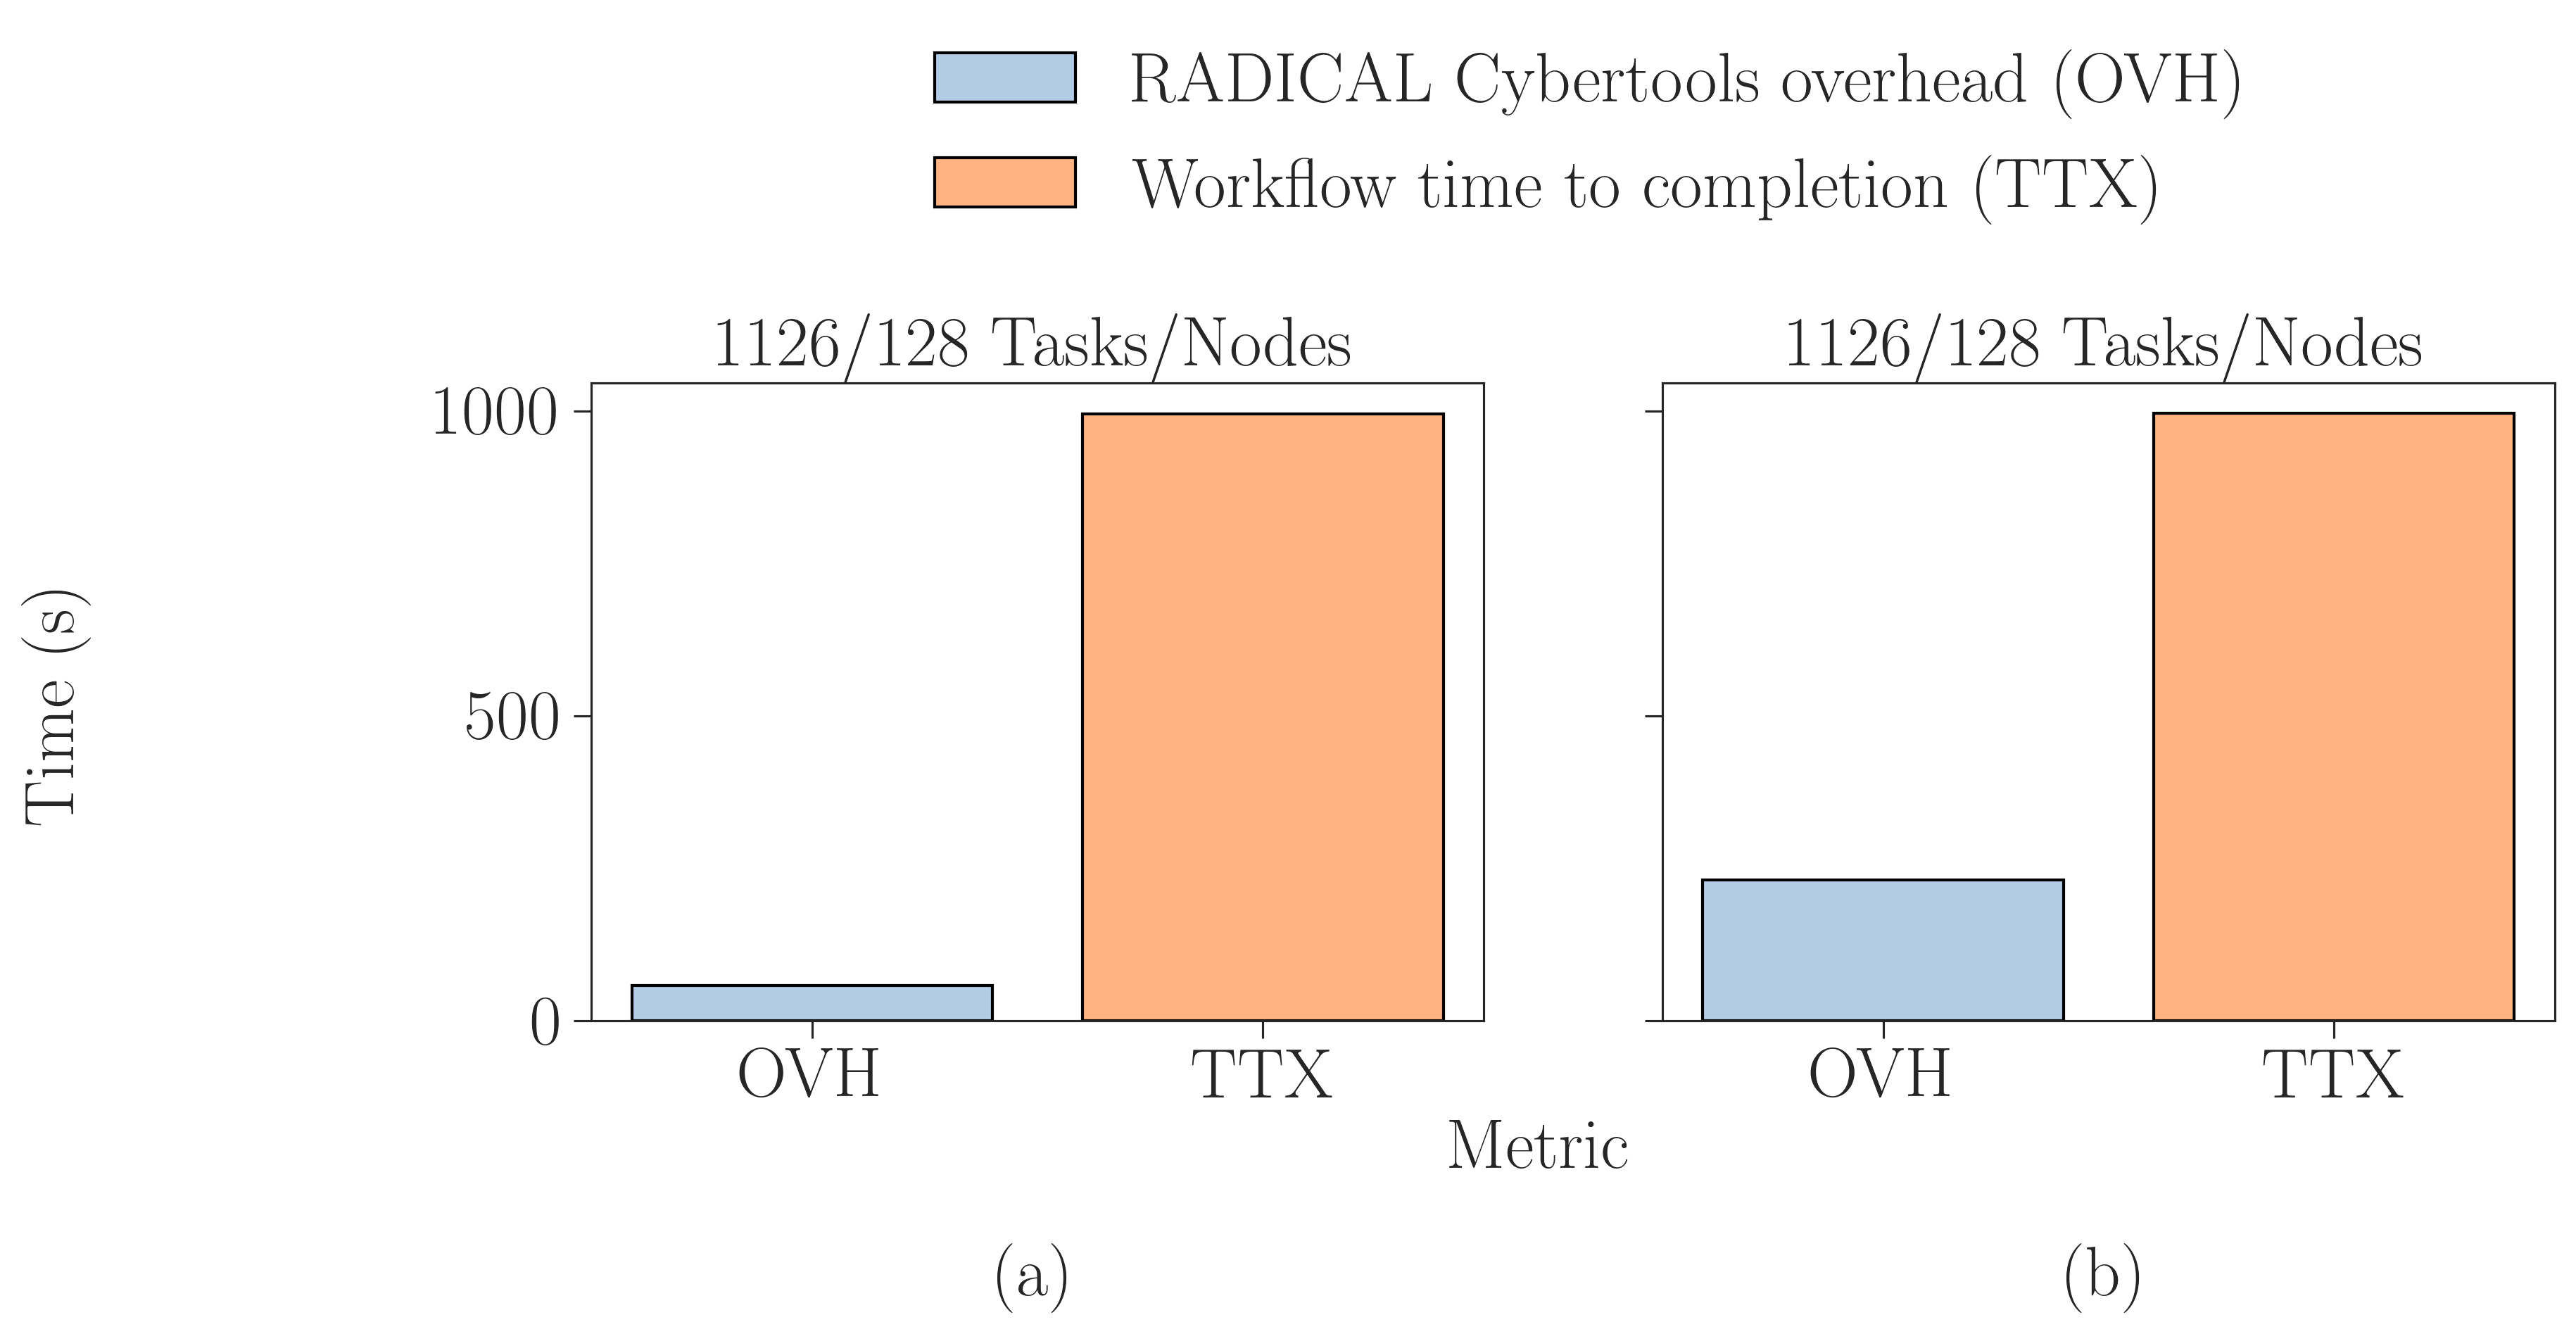 RADICAL Cybertools overhead (OVH)
Workflow time to completion (TTX)
1126/128 Tasks/Nodes
1126/128 Tasks/Nodes
1000
500
0
Time (s)
OVH
TTX
OVH
TTX
Metric
(a)
(b)